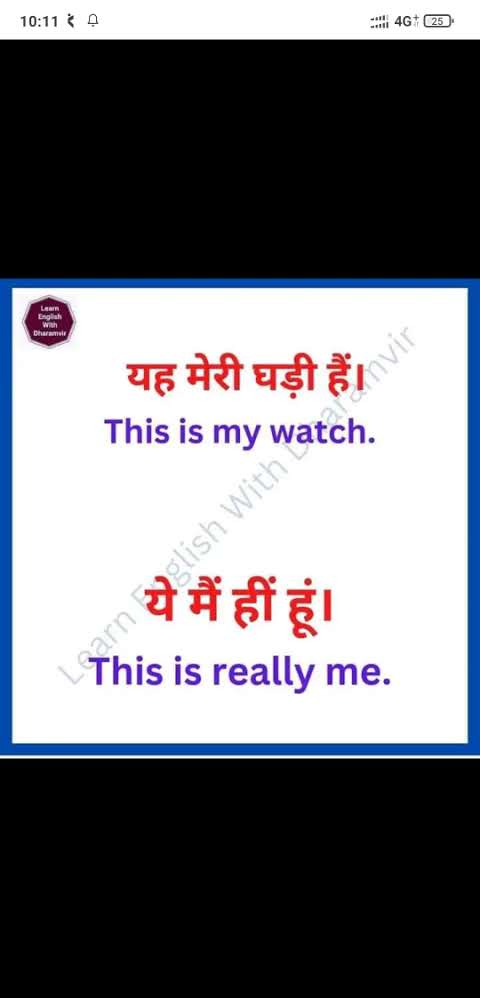 10:11
4G+
25
Learn
English
With
Dharamvir
यह मेरी घड़ी हैं।
This is my watch.
ये मैं हीं हूं।
This is really me.
Learn English With Dharamvir